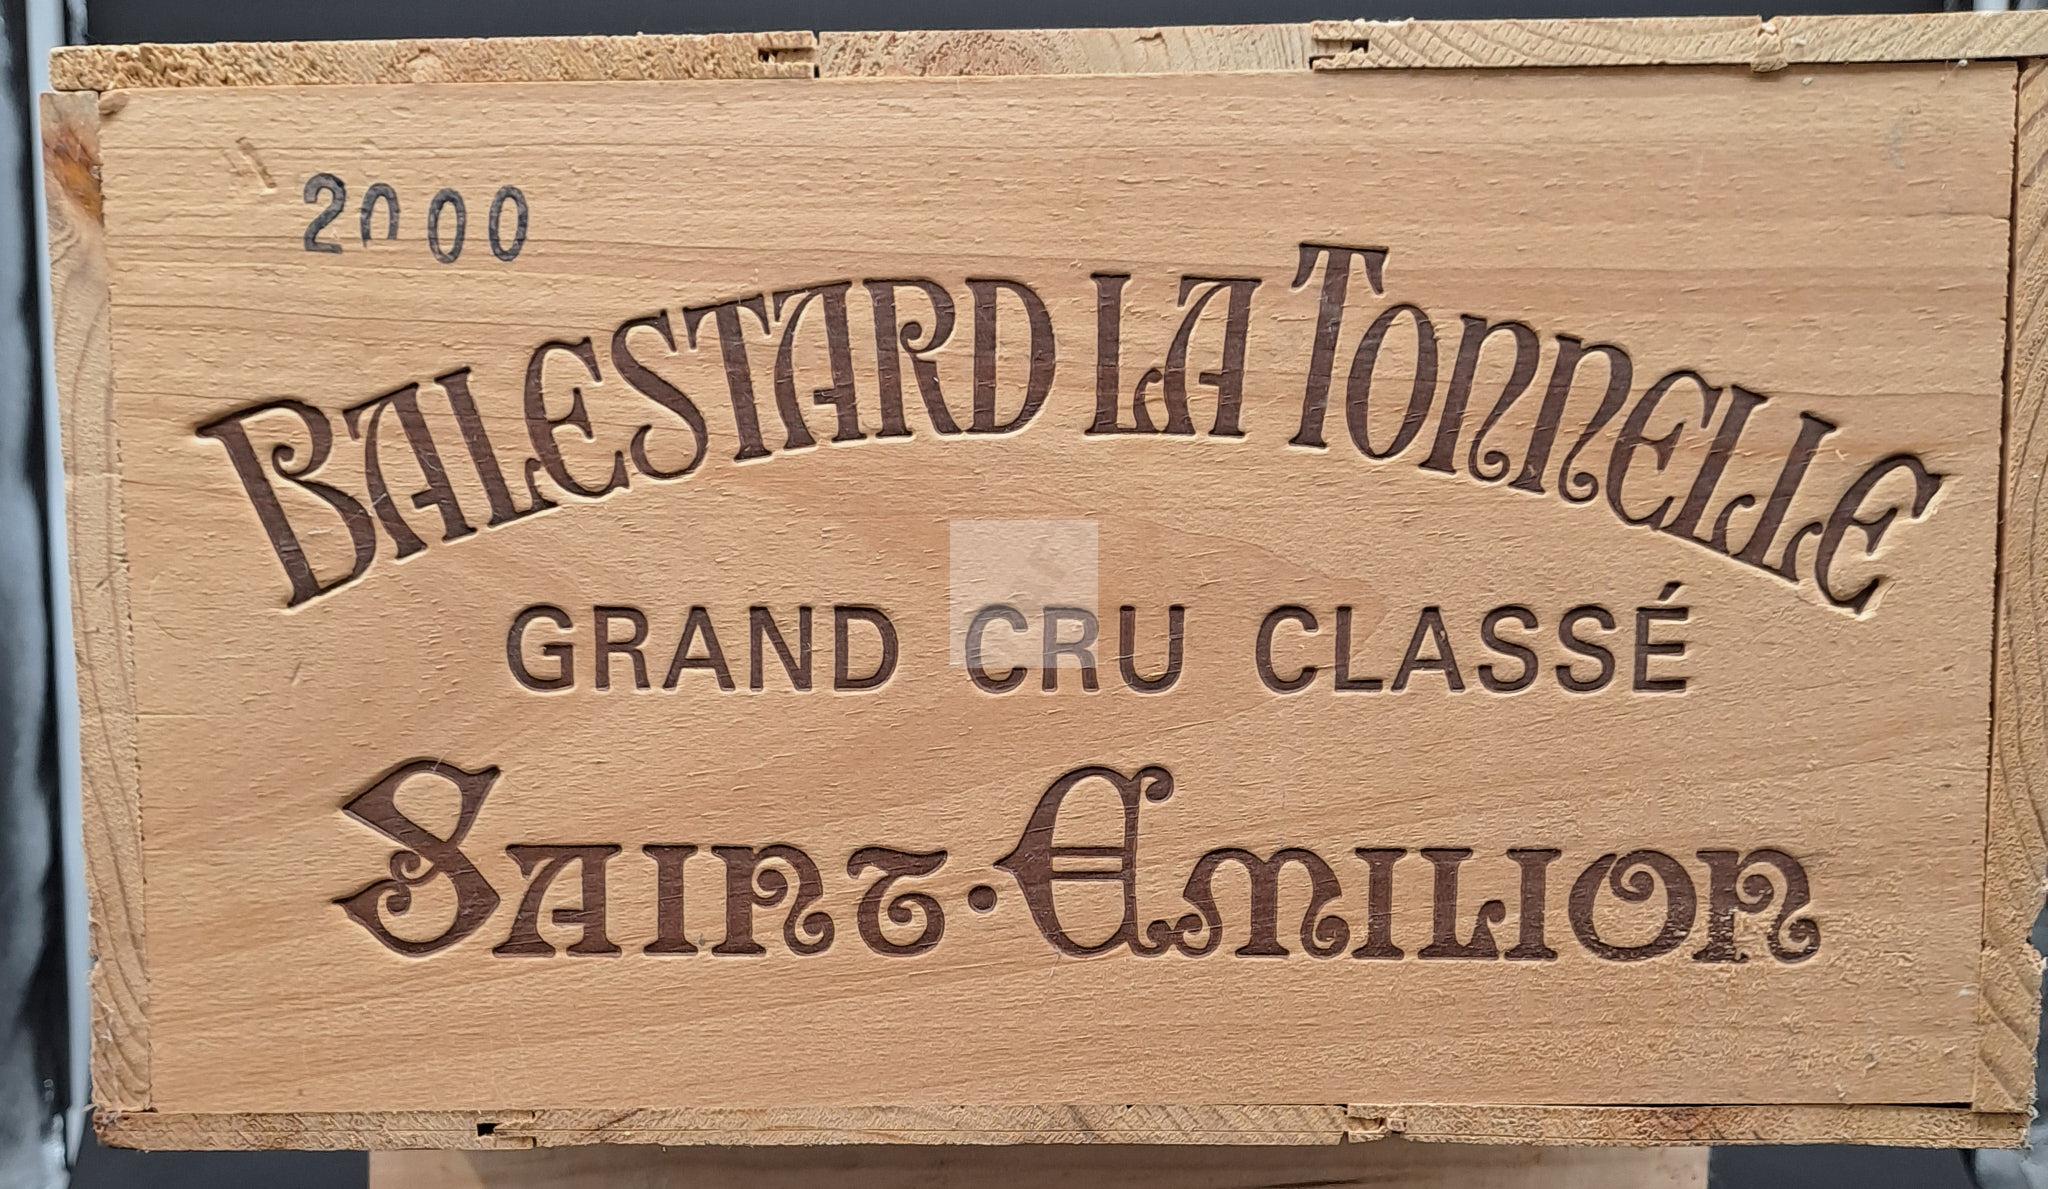 2000
BALESTARD LA TONNELLE
GRAND CRU CLASSÉ
SAINT·EMILION